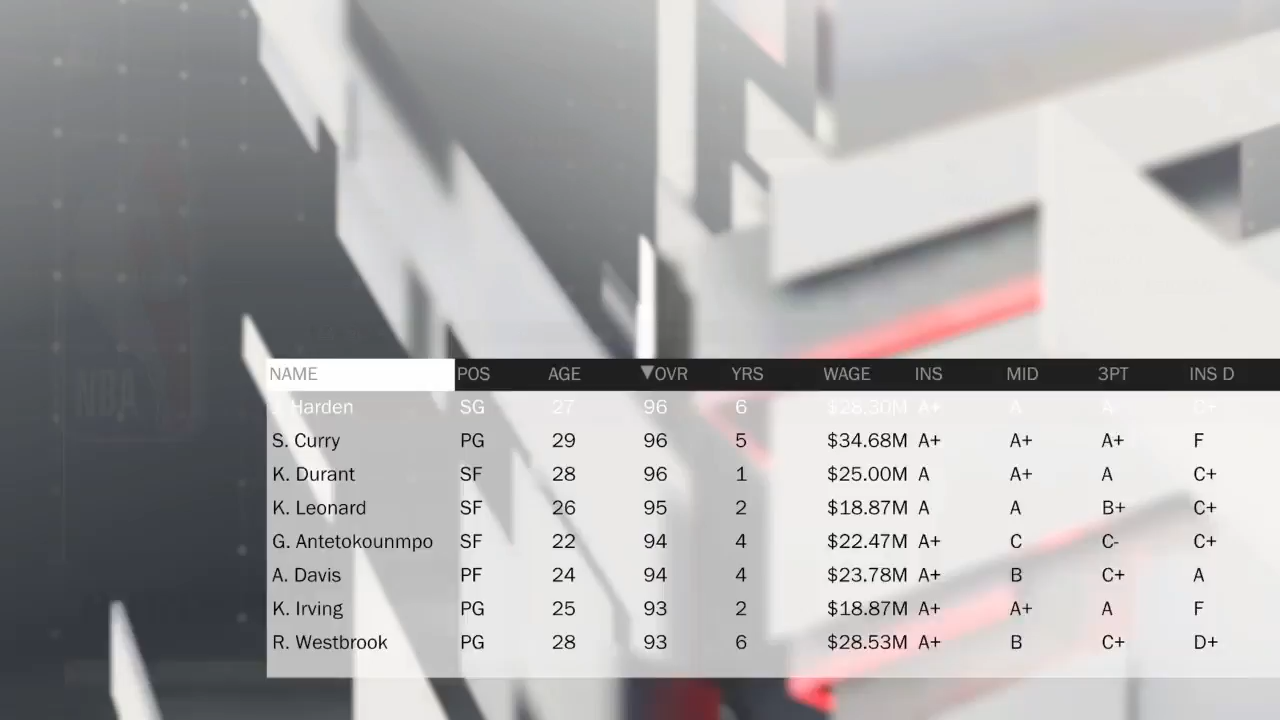 NBA
NAME POS AGE ▼OVR YRS WAGE INS MID 3PT INS D
J. Harden SG 27 96 6 $28.30M A+ A A- D+
S. Curry PG 29 96 5 $34.68M A+ A+ A+ F
K. Durant SF 28 96 1 $25.00M A A+ A C+
K. Leonard SF 26 95 2 $18.87M A A B+ C+
G. Antetokounmpo SF 22 94 4 $22.47M A+ C C- C+
A. Davis PF 24 94 4 $23.78M A+ B C+ A
K. Irving PG 25 93 2 $18.87M A+ A+ A F
R. Westbrook PG 28 93 6 $28.53M A+ B C+ D+